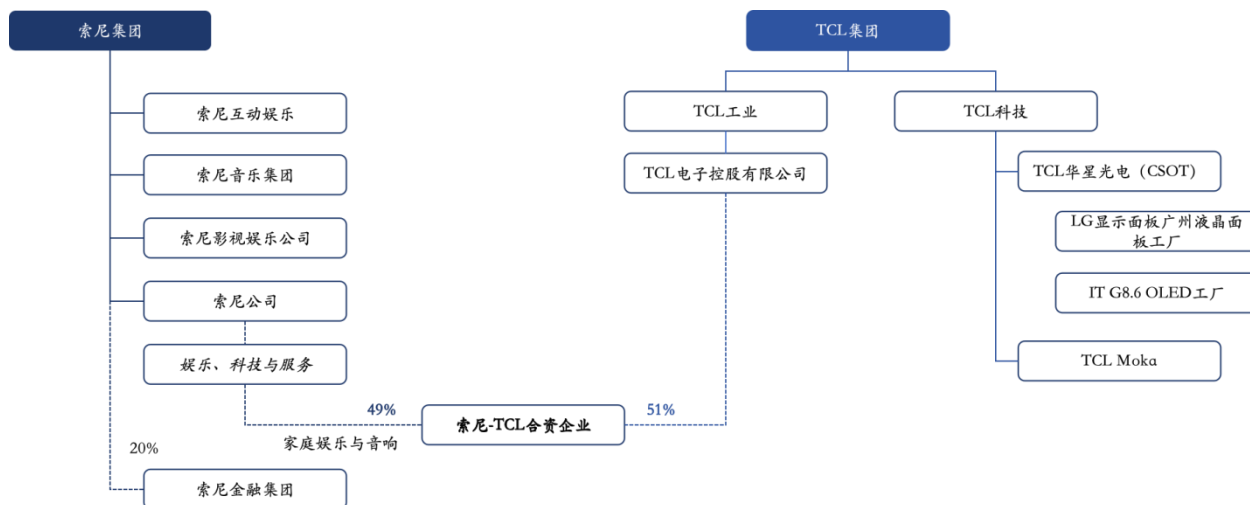 索尼集团
TCL集团
索尼互动娱乐
TCL工业
TCL科技
索尼音乐集团
TCL电子控股有限公司
TCL华星光电（CSOT）
索尼影视娱乐公司
LG显示面板广州液晶面
板工厂
索尼公司
IT G8.6 OLED工厂
娱乐、科技与服务
TCL Moka
49%
索尼-TCL合资企业
51%
家庭娱乐与音响
20%
索尼金融集团